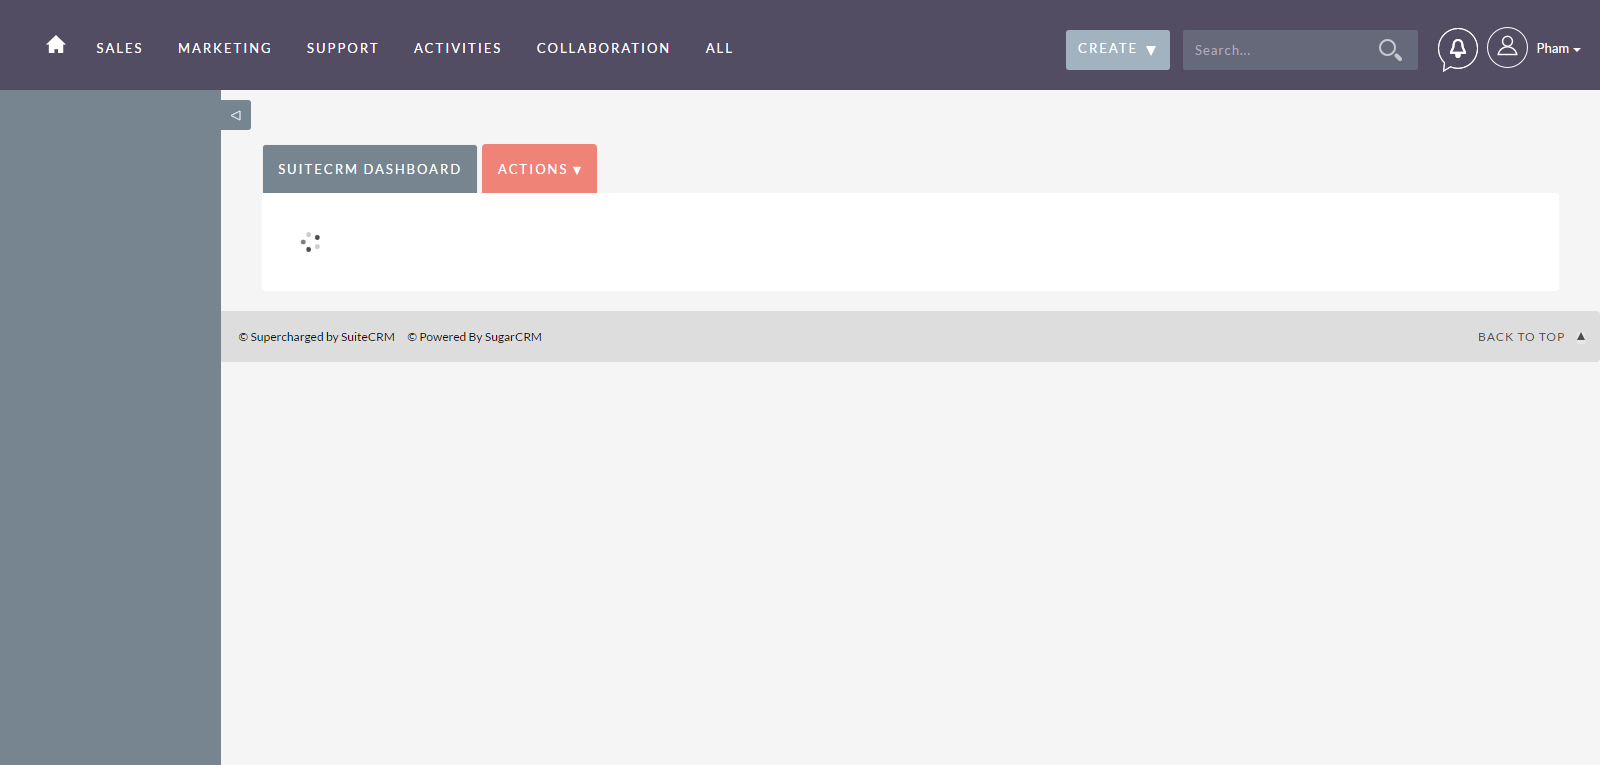 SALES MARKETING SUPPORT ACTIVITIES COLLABORATION ALL CREATE ▼ Search... Pham
SUITECRM DASHBOARD ACTIONS ▼
© Supercharged by SuiteCRM © Powered By SugarCRM BACK TO TOP ▲